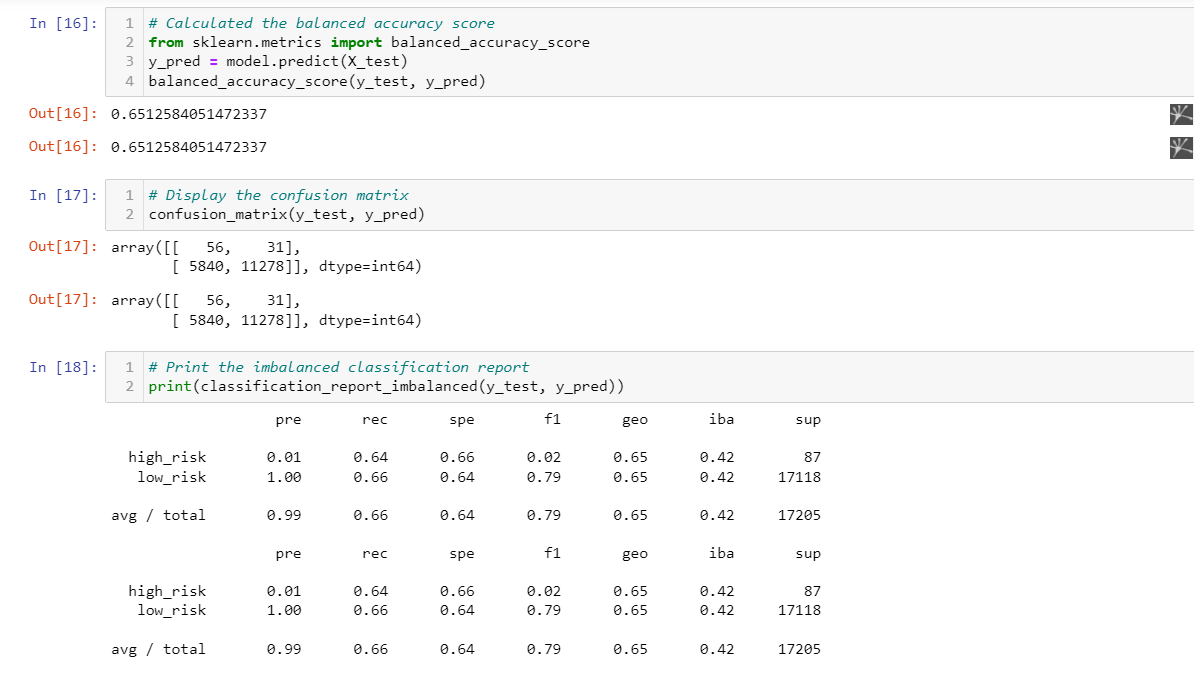 In [16]:
1 # Calculated the balanced accuracy score
2 from sklearn.metrics import balanced_accuracy_score
3 y_pred = model.predict(X_test)
4 balanced_accuracy_score(y_test, y_pred)
Out[16]: 0.6512584051472337
Out[16]: 0.6512584051472337
In [17]:
1 # Display the confusion matrix
2 confusion_matrix(y_test, y_pred)
Out[17]: array([[   56,    31],
       [ 5840, 11278]], dtype=int64)
Out[17]: array([[   56,    31],
       [ 5840, 11278]], dtype=int64)
In [18]:
1 # Print the imbalanced classification report
2 print(classification_report_imbalanced(y_test, y_pred))
pre rec spe f1 geo iba sup
high_risk 0.01 0.64 0.66 0.02 0.65 0.42 87
low_risk 1.00 0.66 0.64 0.79 0.65 0.42 17118
avg / total 0.99 0.66 0.64 0.79 0.65 0.42 17205
pre rec spe f1 geo iba sup
high_risk 0.01 0.64 0.66 0.02 0.65 0.42 87
low_risk 1.00 0.66 0.64 0.79 0.65 0.42 17118
avg / total 0.99 0.66 0.64 0.79 0.65 0.42 17205